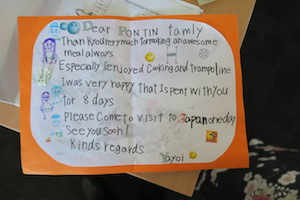 Dear PONTIN family
Thank you very much for making an awesome
meal always
Especially I enjoyed Cooking and trampoline
I was very happy that I spent with you
for 8 days
Please Come to visit to Japan oneday
See you Soon!
Kinds regards
Yayoi